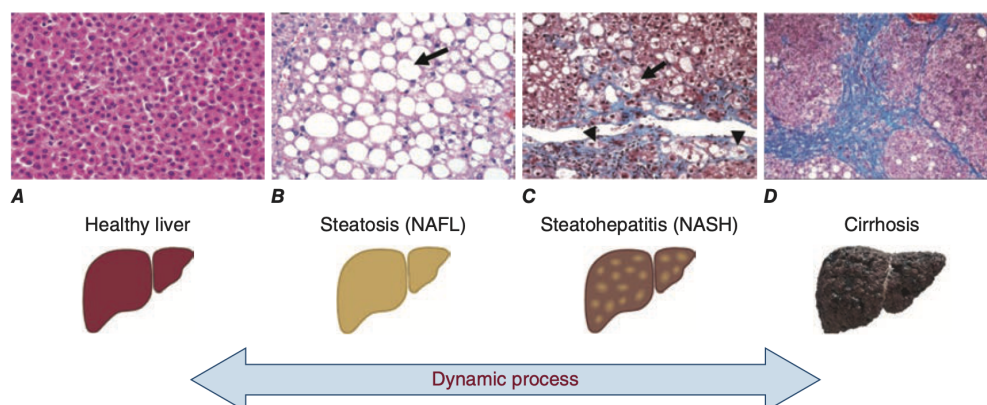 A B C D
Healthy liver Steatosis (NAFL) Steatohepatitis (NASH) Cirrhosis
Dynamic process